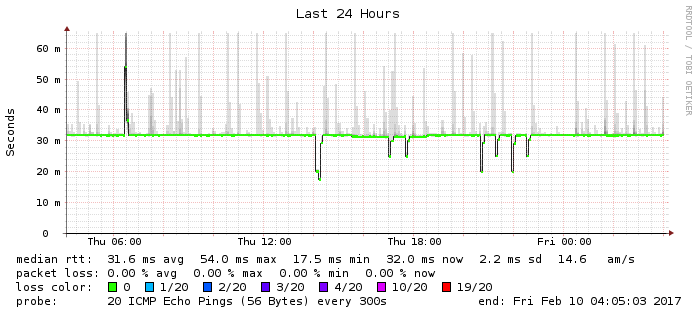 Last 24 Hours
RRDTOOL / TOBI OETIKER
Seconds
60 m
50 m
40 m
30 m
20 m
10 m
0
Thu 06:00 Thu 12:00 Thu 18:00 Fri 00:00
median rtt: 31.6 ms avg 54.0 ms max 17.5 ms min 32.0 ms now 2.2 ms sd 14.6 am/s
packet loss: 0.00 % avg 0.00 % max 0.00 % min 0.00 % now
loss color: 0 1/20 2/20 3/20 4/20 10/20 19/20
probe: 20 ICMP Echo Pings (56 Bytes) every 300s end: Fri Feb 10 04:05:03 2017